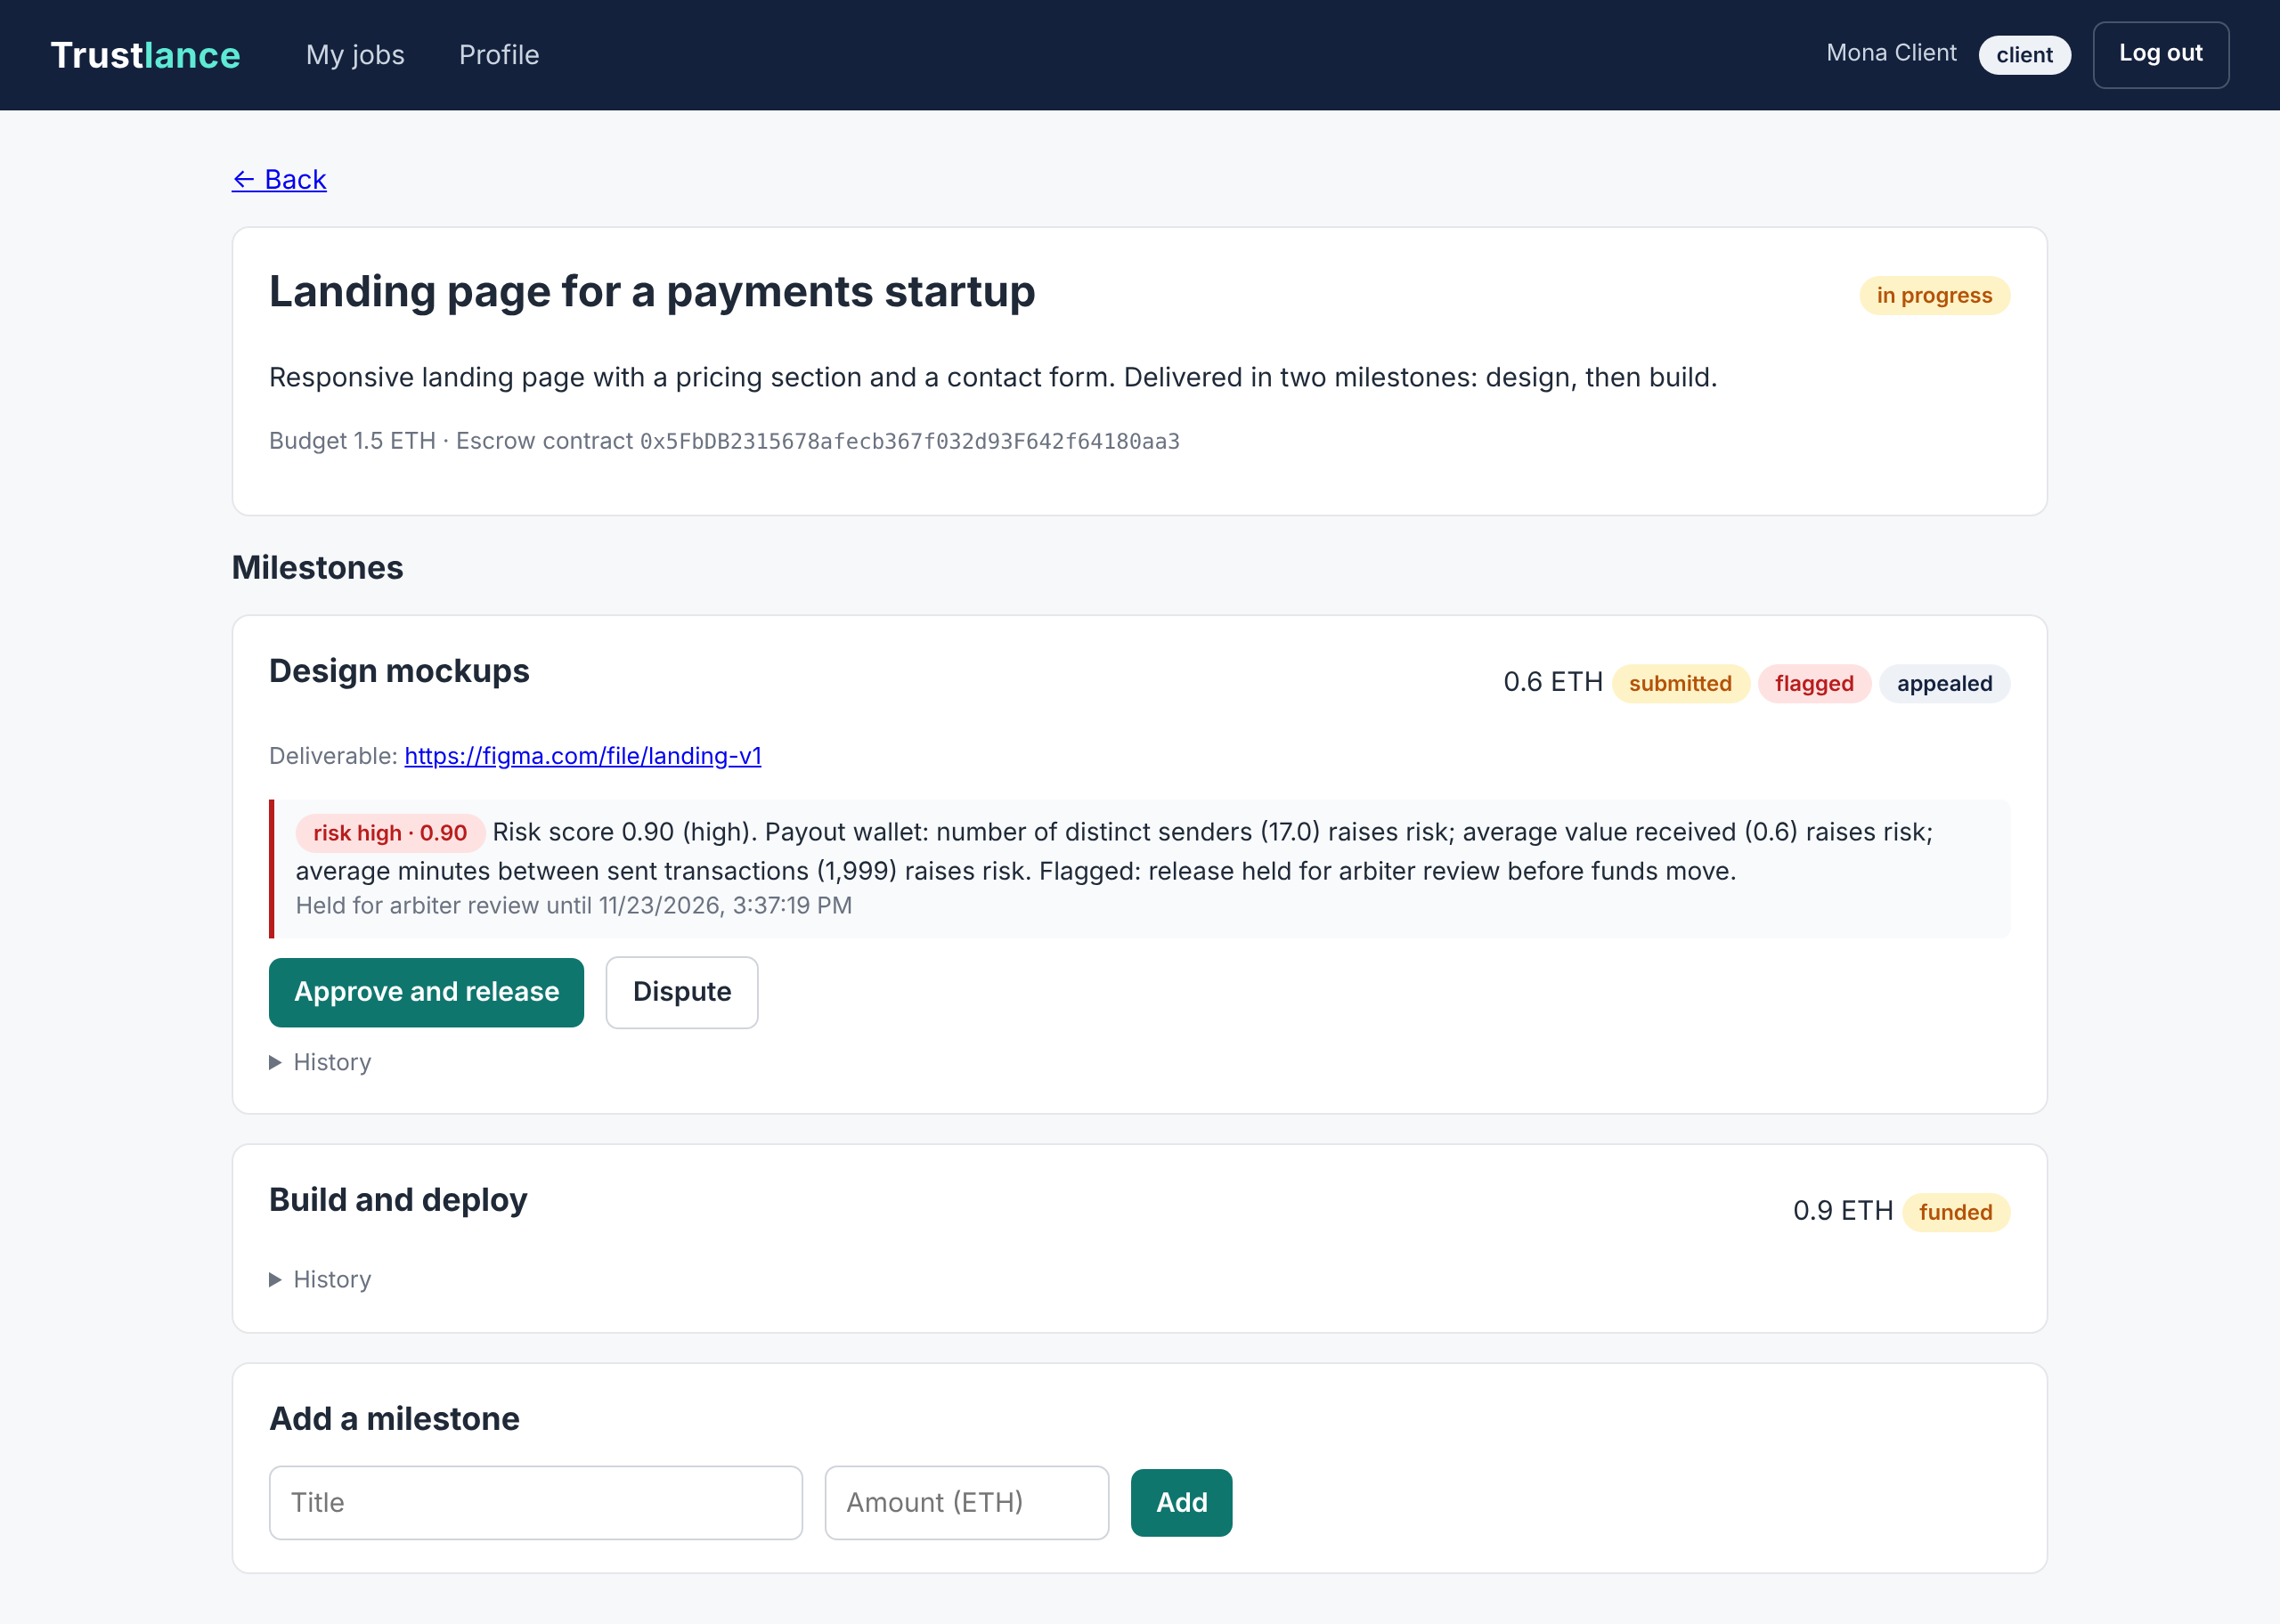 Trustlance My jobs Profile Mona Client client Log out
← Back
Landing page for a payments startup in progress
Responsive landing page with a pricing section and a contact form. Delivered in two milestones: design, then build.
Budget 1.5 ETH · Escrow contract 0x5FbDB2315678afecb367f032d93F642f64180aa3
Milestones
Design mockups 0.6 ETH submitted flagged appealed
Deliverable: https://figma.com/file/landing-v1
risk high · 0.90 Risk score 0.90 (high). Payout wallet: number of distinct senders (17.0) raises risk; average value received (0.6) raises risk;
average minutes between sent transactions (1,999) raises risk. Flagged: release held for arbiter review before funds move.
Held for arbiter review until 11/23/2026, 3:37:19 PM
Approve and release Dispute
▶ History
Build and deploy 0.9 ETH funded
▶ History
Add a milestone
Title Amount (ETH) Add